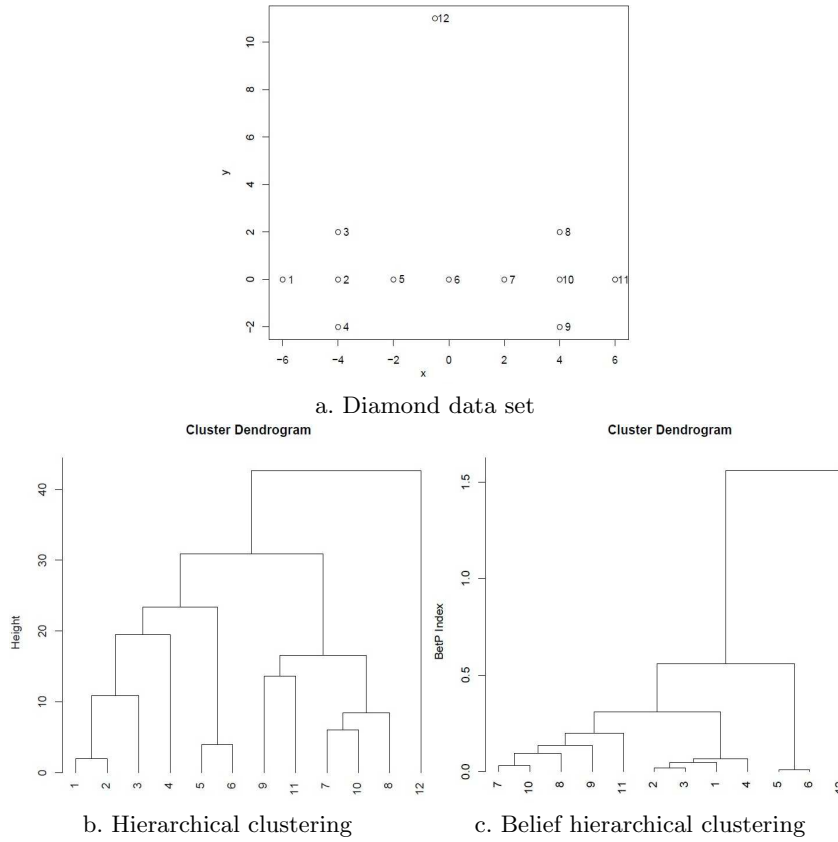 12
10
8
6
4
2
0
−2
y
3 8
1 2 5 6 7 10 11
4 9
−6 −4 −2 0 2 4 6
x
a. Diamond data set
Cluster Dendrogram
Height
40
30
20
10
0
1 2 3 4 5 6 9 11 7 10 8 12
b. Hierarchical clustering
Cluster Dendrogram
BetP Index
1.5
1.0
0.5
0.0
7 10 8 9 11 2 3 1 4 5 6
c. Belief hierarchical clustering